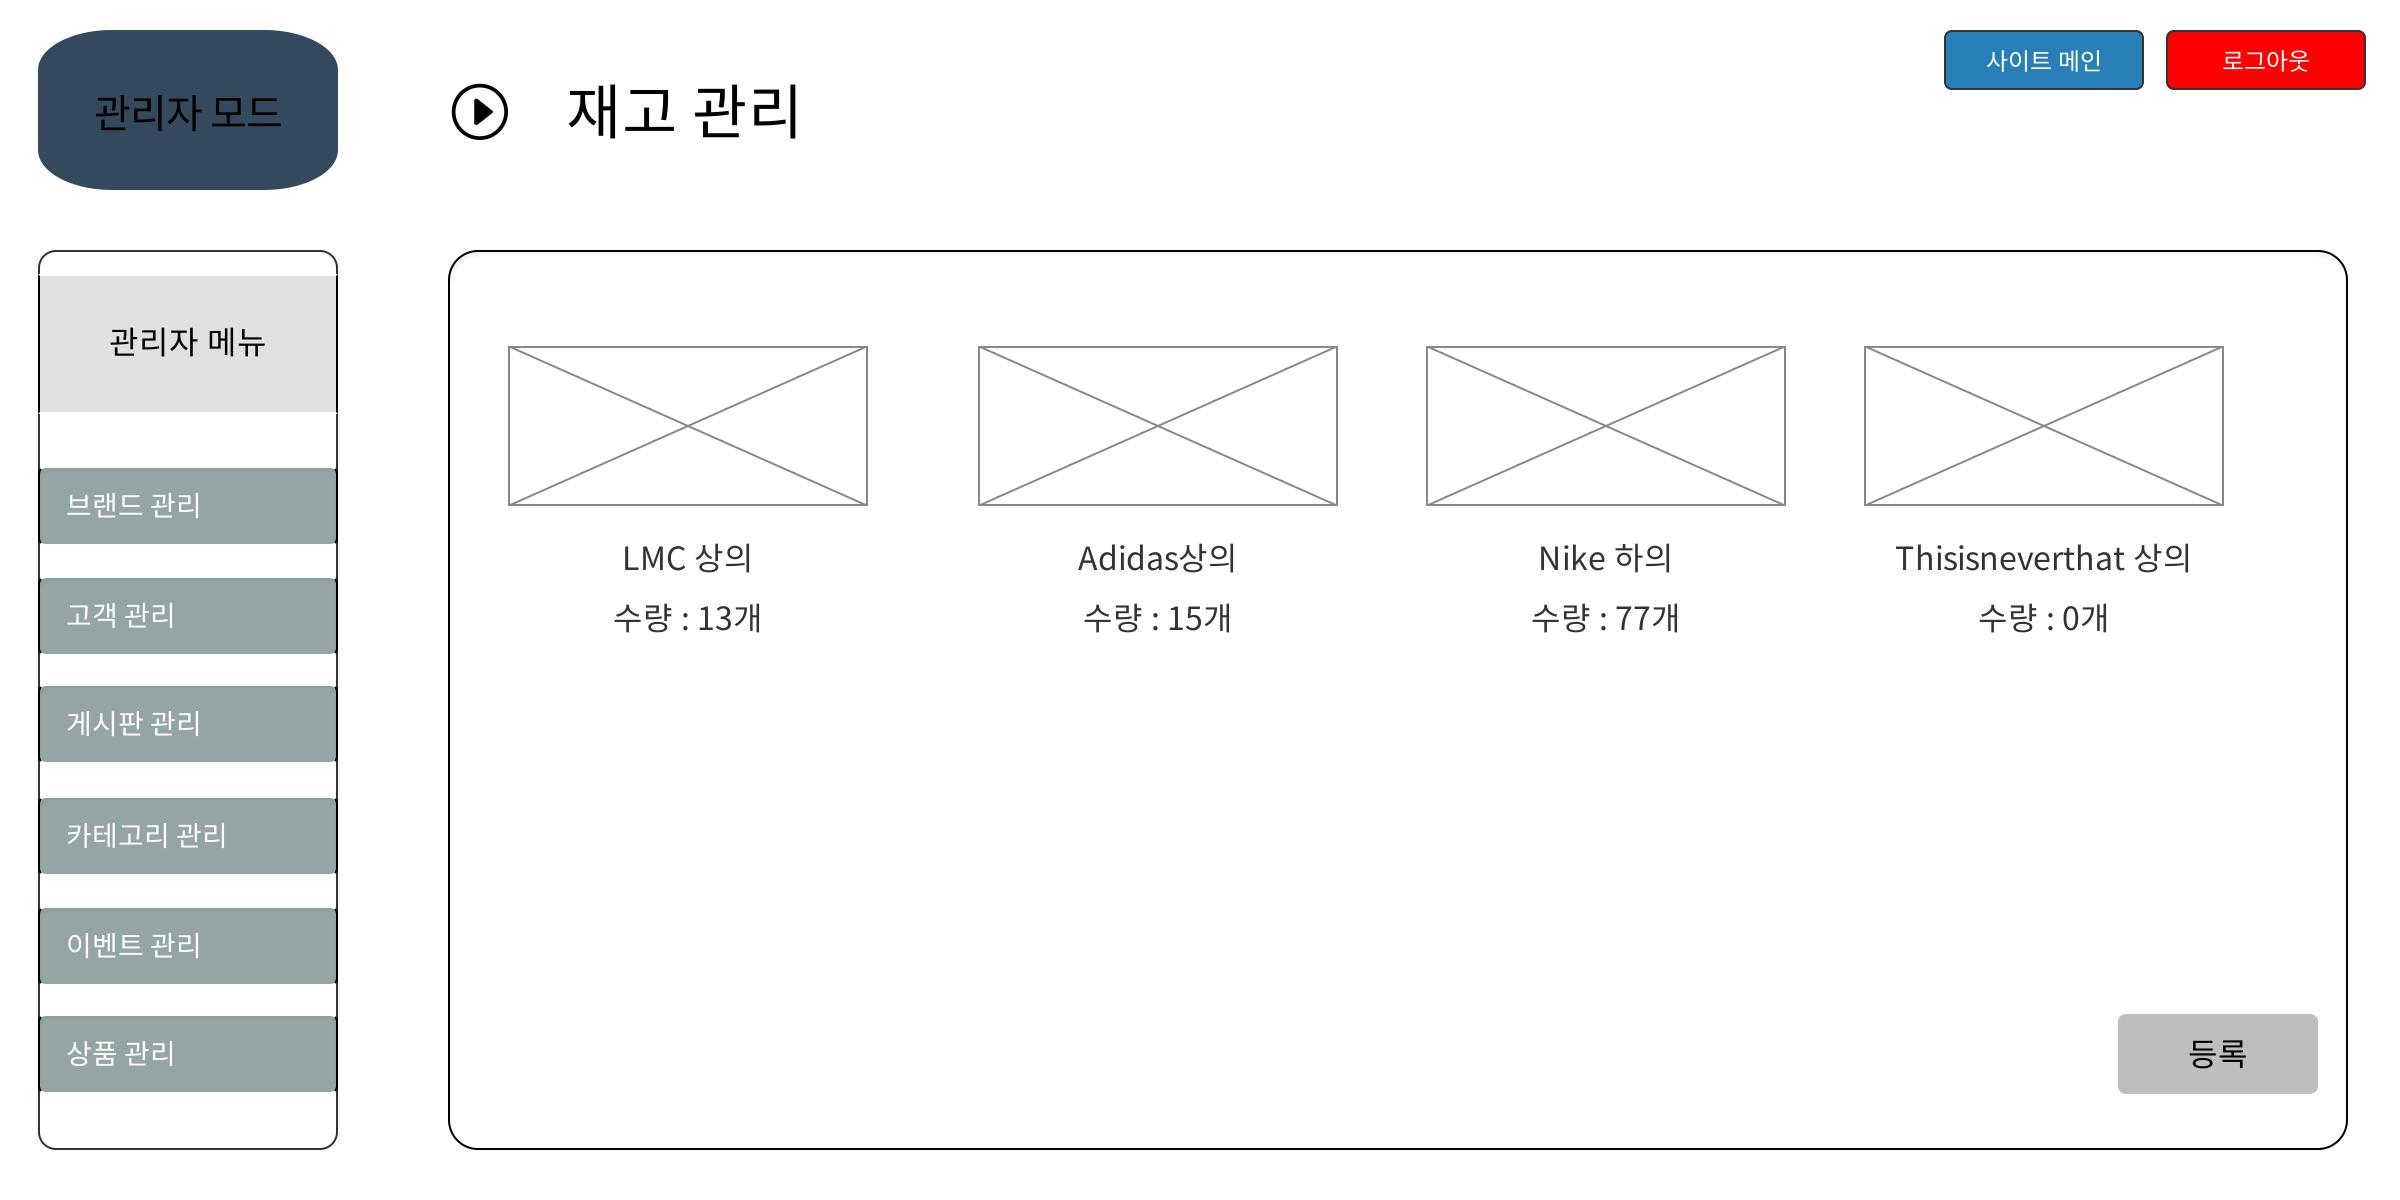 관리자 모드
재고 관리
사이트 메인
로그아웃
관리자 메뉴
브랜드 관리
고객 관리
게시판 관리
카테고리 관리
이벤트 관리
상품 관리
LMC 상의
수량 : 13개
Adidas상의
수량 : 15개
Nike 하의
수량 : 77개
Thisisneverthat 상의
수량 : 0개
등록